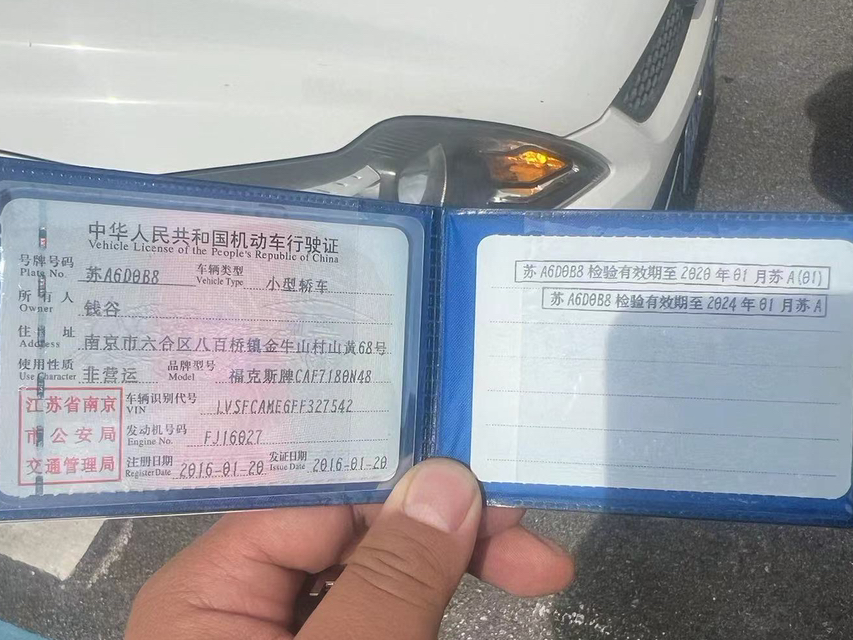 中华人民共和国机动车行驶证
Vehicle License of the People's Republic of China
号牌号码 苏A6D0B8 车辆类型 小型轿车
Plate No. Vehicle Type
所有人 钱谷
Owner
住址 南京市六合区八百桥镇金牛山村山黄68号
Address
使用性质 非营运 品牌型号 福克斯牌CAF7180N48
Use Character Model
江苏省南京
市公安局
交通管理局
车辆识别代号 LVSFCAME6FF327542
VIN
发动机号码 FJ16027
Engine No.
注册日期 2016-01-20 发证日期 2016-01-20
Register Date Issue Date
苏A6D0B8检验有效期至2020年01月苏A(01)
苏A6D0B8检验有效期至2024年01月苏A